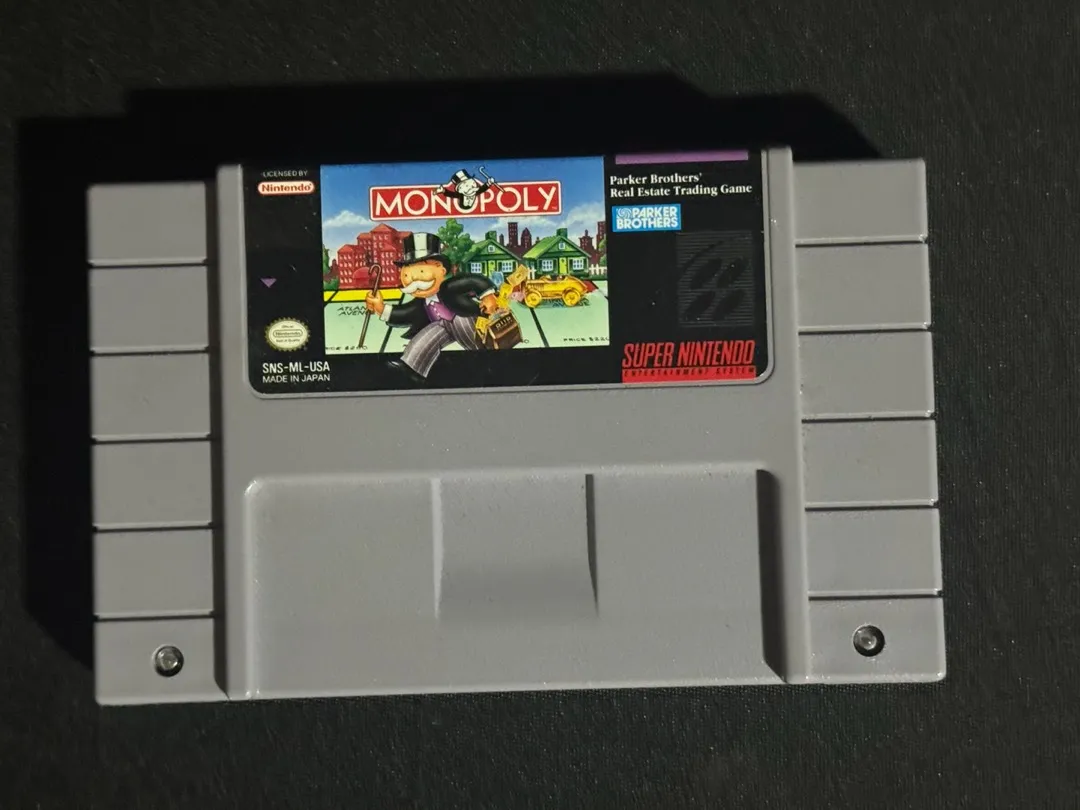 LICENSED BY
Nintendo
MONOPOLY
Parker Brothers'
Real Estate Trading Game
PARKER
BROTHERS
Nintendo
SNS-ML-USA
MADE IN JAPAN
SUPER NINTENDO
ENTERTAINMENT SYSTEM